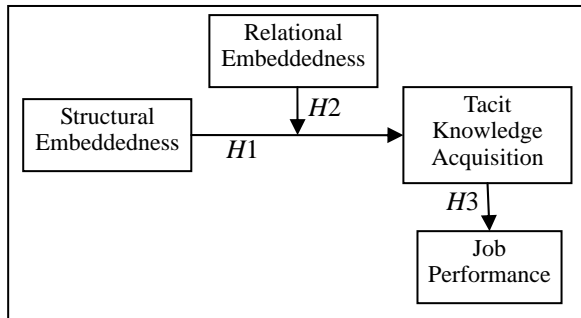 Relational
Embeddedness
Structural
Embeddedness
H2
H1
Tacit
Knowledge
Acquisition
H3
Job
Performance